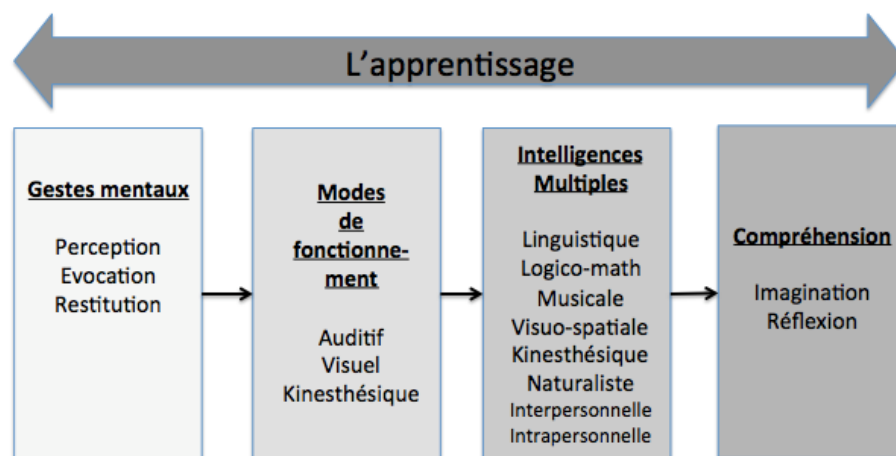 L'apprentissage
Gestes mentaux
Perception
Evocation
Restitution
Modes
de
fonctionne-
ment
Auditif
Visuel
Kinesthésique
Intelligences
Multiples
Linguistique
Logico-math
Musicale
Visuo-spatiale
Kinesthésique
Naturaliste
Interpersonnelle
Intrapersonnelle
Compréhension
Imagination
Réflexion